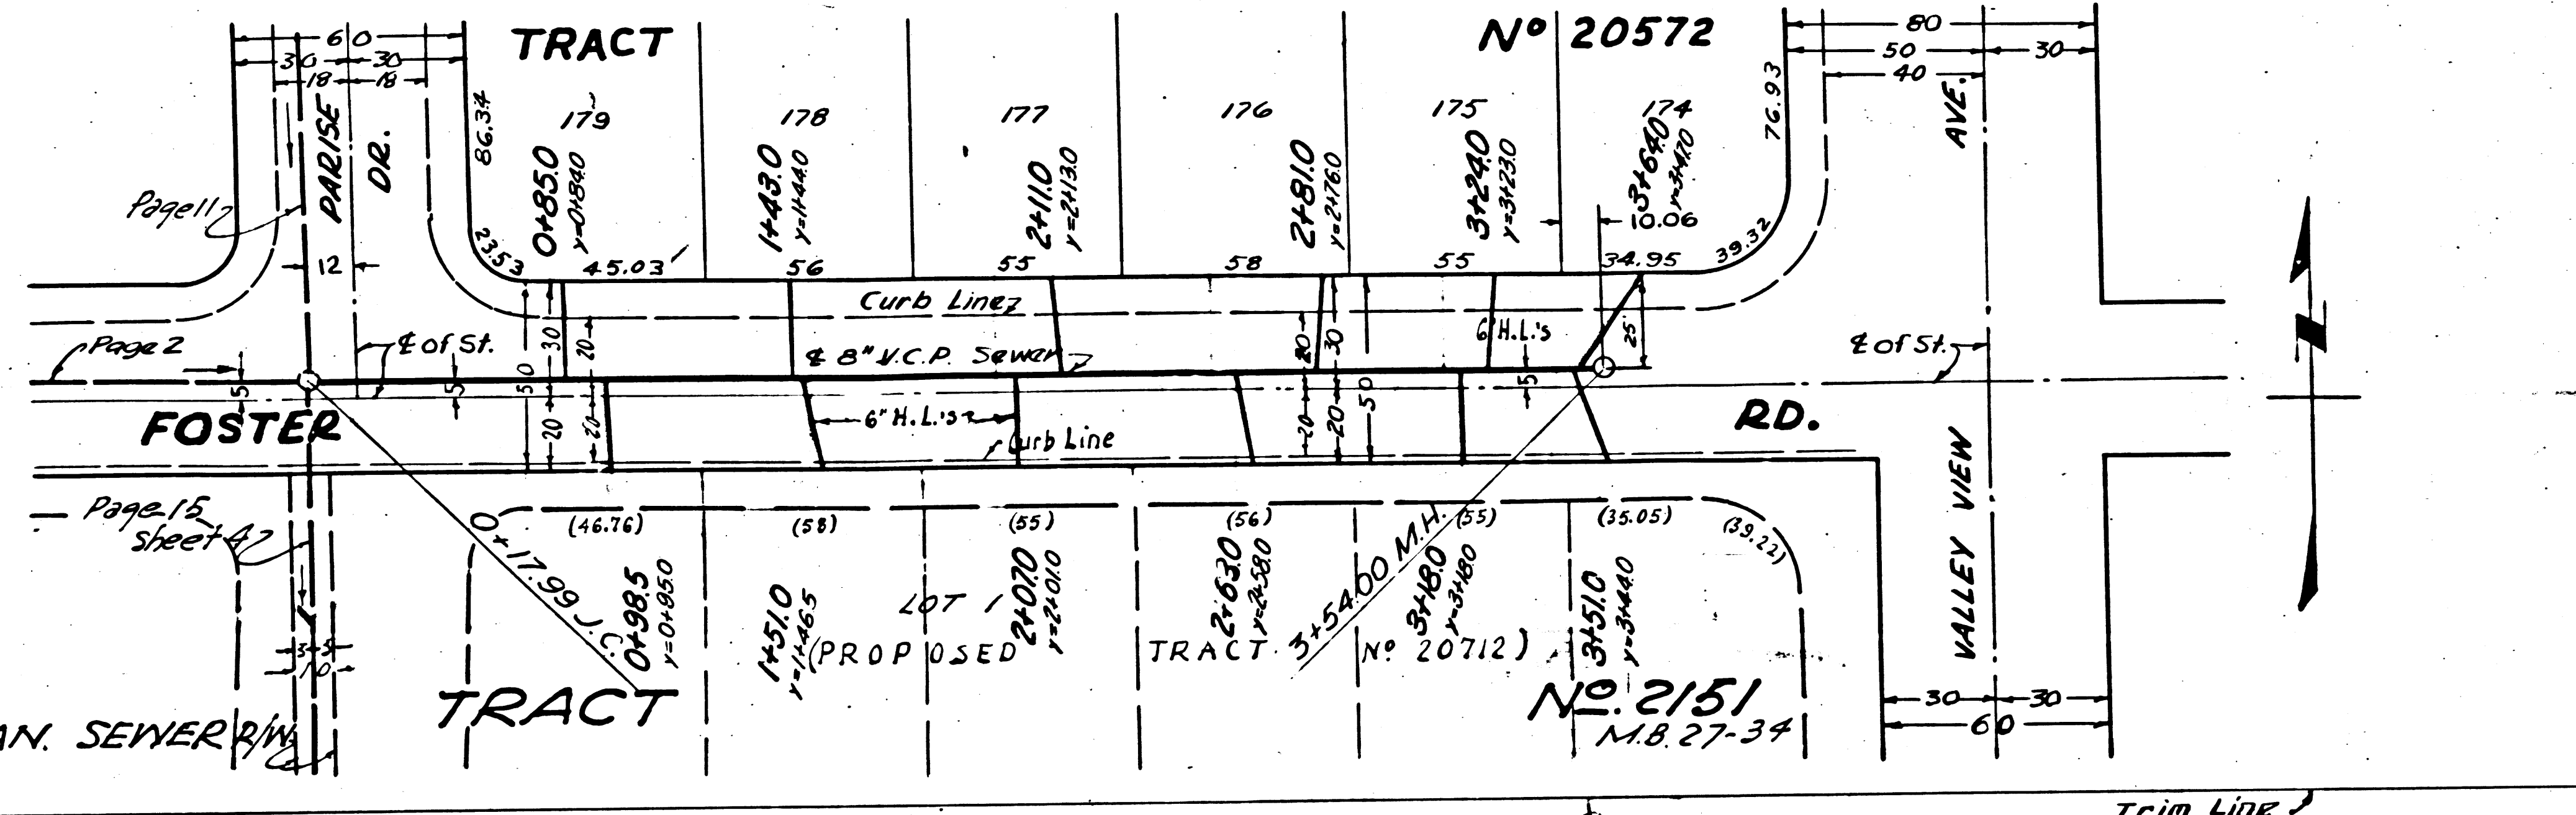 60
30 30
18 18
TRACT
Nº 20572
80
50 30
40
PARISE
DR.
86.34
179
178
177
176
175
174
76.93
AVE.
0+85.0
y=0+84.0
1+43.0
y=1+44.0
2+11.0
y=2+13.0
2+81.0
y=2+76.0
3+24.0
y=3+23.0
3+64.0
y=3+47.0
Page 11
10.06
12
23.53
45.03
56
55
58
55
34.95
39.32
Curb Line
N
Page 2
℄ of St.
℄ 8" V.C.P. Sewer
6" H.L.'s
℄ of St.
5
5
50
30
20
20
30
25
5
FOSTER
20
20
6" H.L.'s
Curb Line
20
20
50
RD.
Page 15
sheet 4
(46.76)
(58)
(55)
(56)
(55)
(35.05)
(39.22)
0+17.99 J.C.
0+98.5
y=0+95.0
1+51.0
y=1+46.5
LOT 1
2+07.0
y=2+01.0
2+63.0
y=2+58.0
3+54.00 M.H.
3+18.0
y=3+18.0
3+51.0
y=3+44.0
VALLEY VIEW
(PROPOSED TRACT Nº 20712)
3 5
10
TRACT
Nº. 2151
M.B. 27-34
30 30
60
AN. SEWER R/W
Trim Line